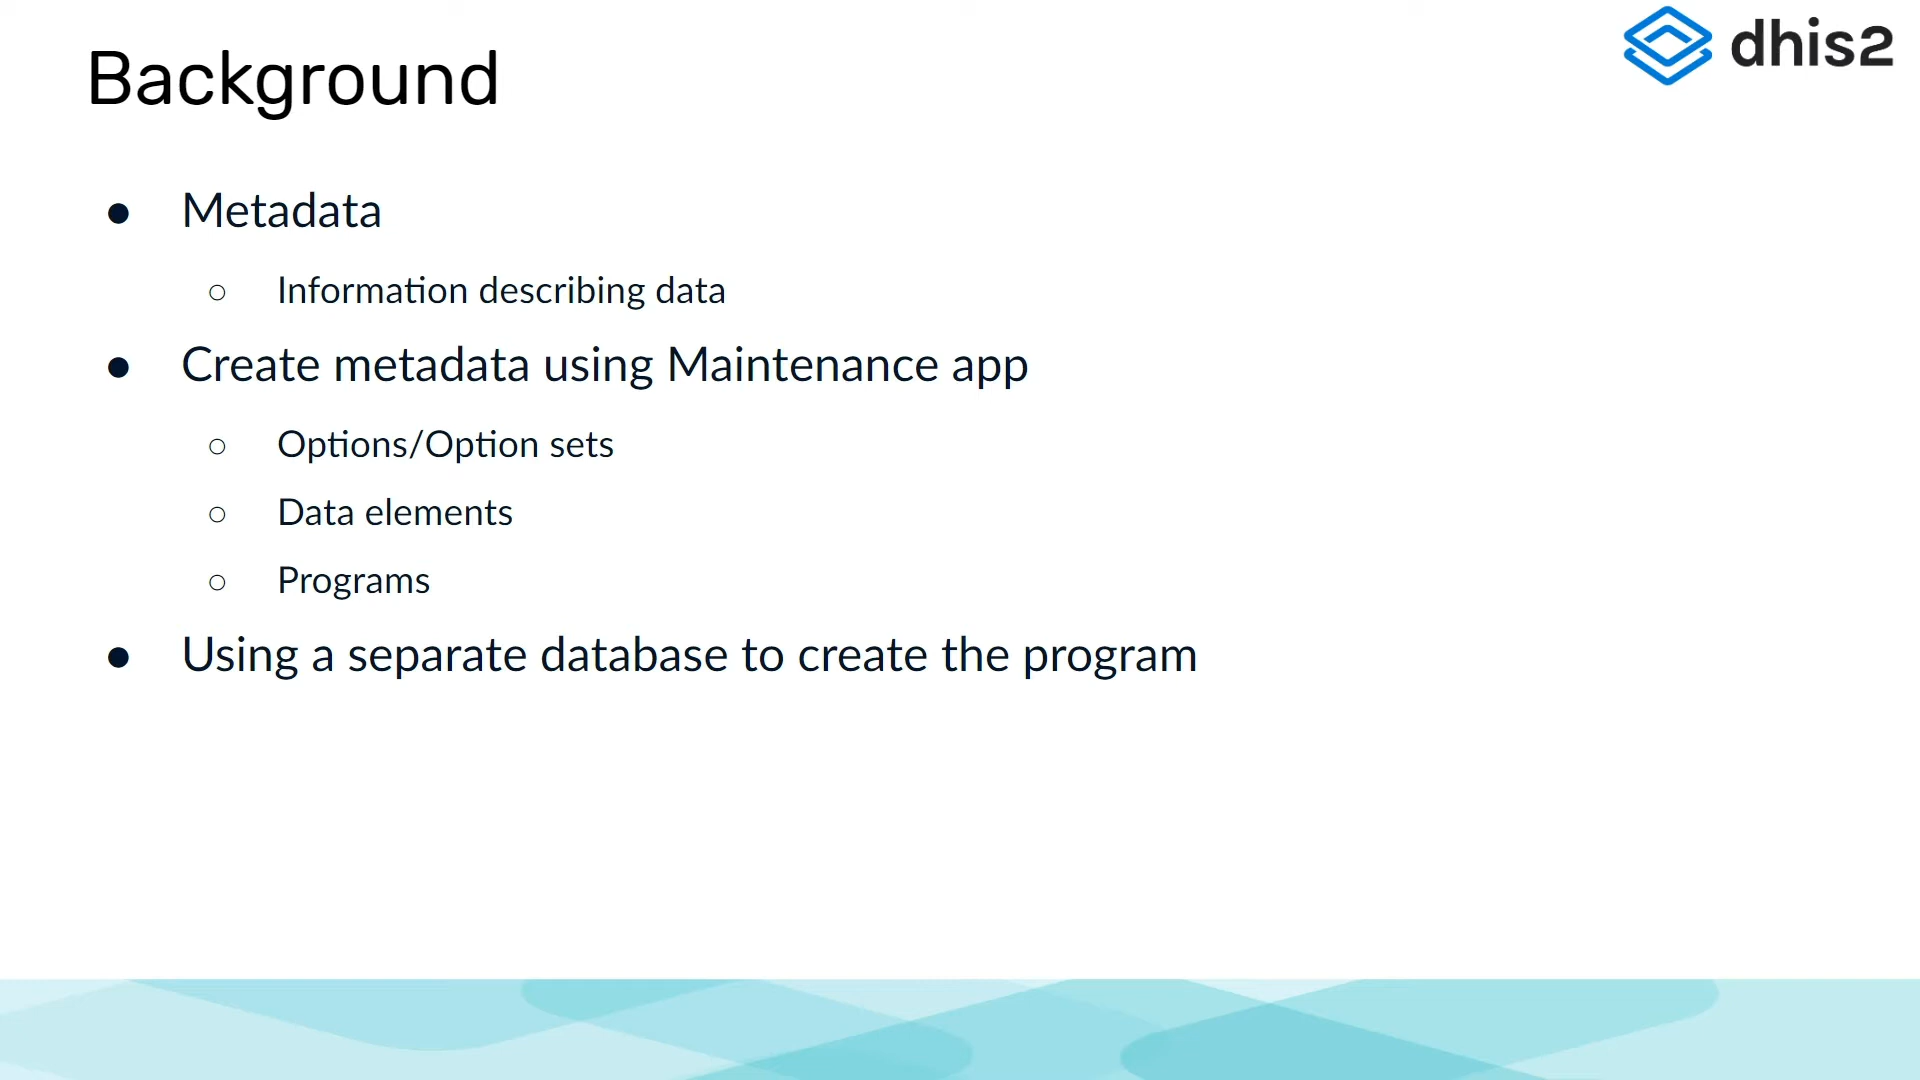 Background
dhis2
● Metadata
○ Information describing data
● Create metadata using Maintenance app
○ Options/Option sets
○ Data elements
○ Programs
● Using a separate database to create the program